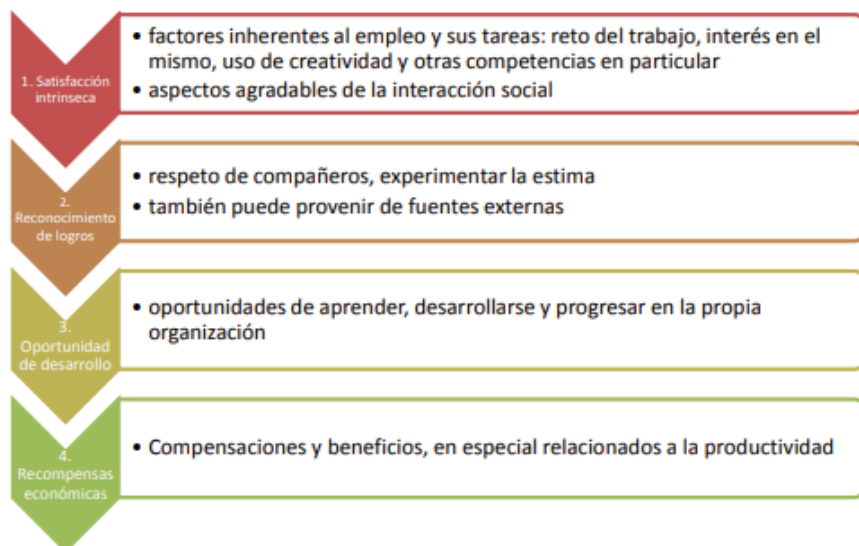 1. Satisfacción
intrinseca
• factores inherentes al empleo y sus tareas: reto del trabajo, interés en el
mismo, uso de creatividad y otras competencias en particular
• aspectos agradables de la interacción social
2.
Reconocimiento
de logros
• respeto de compañeros, experimentar la estima
• también puede provenir de fuentes externas
3.
Oportunidad
de desarrollo
• oportunidades de aprender, desarrollarse y progresar en la propia
organización
4.
Recompensas
económicas
• Compensaciones y beneficios, en especial relacionados a la productividad